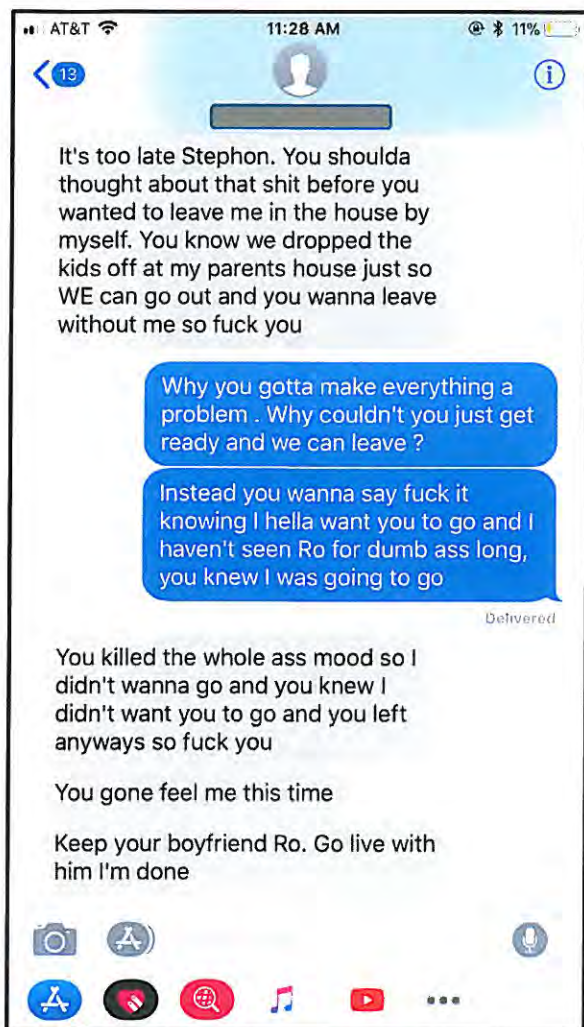 AT&T
11:28 AM
11%
13
It's too late Stephon. You shoulda
thought about that shit before you
wanted to leave me in the house by
myself. You know we dropped the
kids off at my parents house just so
WE can go out and you wanna leave
without me so fuck you
Why you gotta make everything a
problem . Why couldn't you just get
ready and we can leave ?
Instead you wanna say fuck it
knowing I hella want you to go and I
haven't seen Ro for dumb ass long,
you knew I was going to go
Delivered
You killed the whole ass mood so I
didn't wanna go and you knew I
didn't want you to go and you left
anyways so fuck you
You gone feel me this time
Keep your boyfriend Ro. Go live with
him I'm done